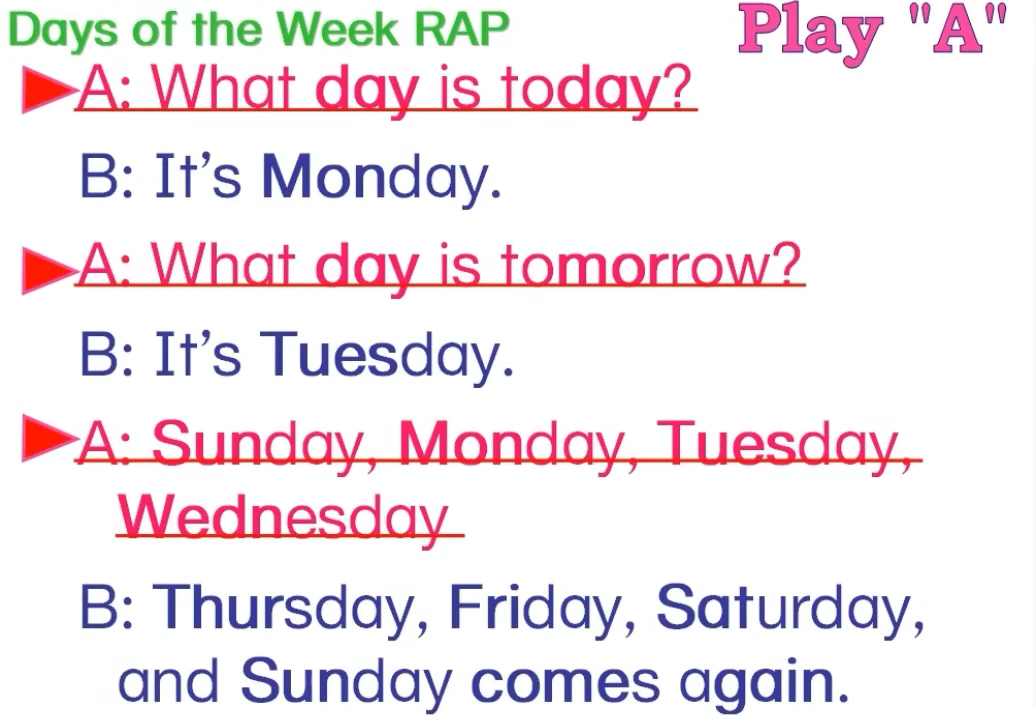 Days of the Week RAP
Play "A"
A: What day is today?
B: It’s Monday.
A: What day is tomorrow?
B: It’s Tuesday.
A: Sunday, Monday, Tuesday,
Wednesday
B: Thursday, Friday, Saturday,
and Sunday comes again.